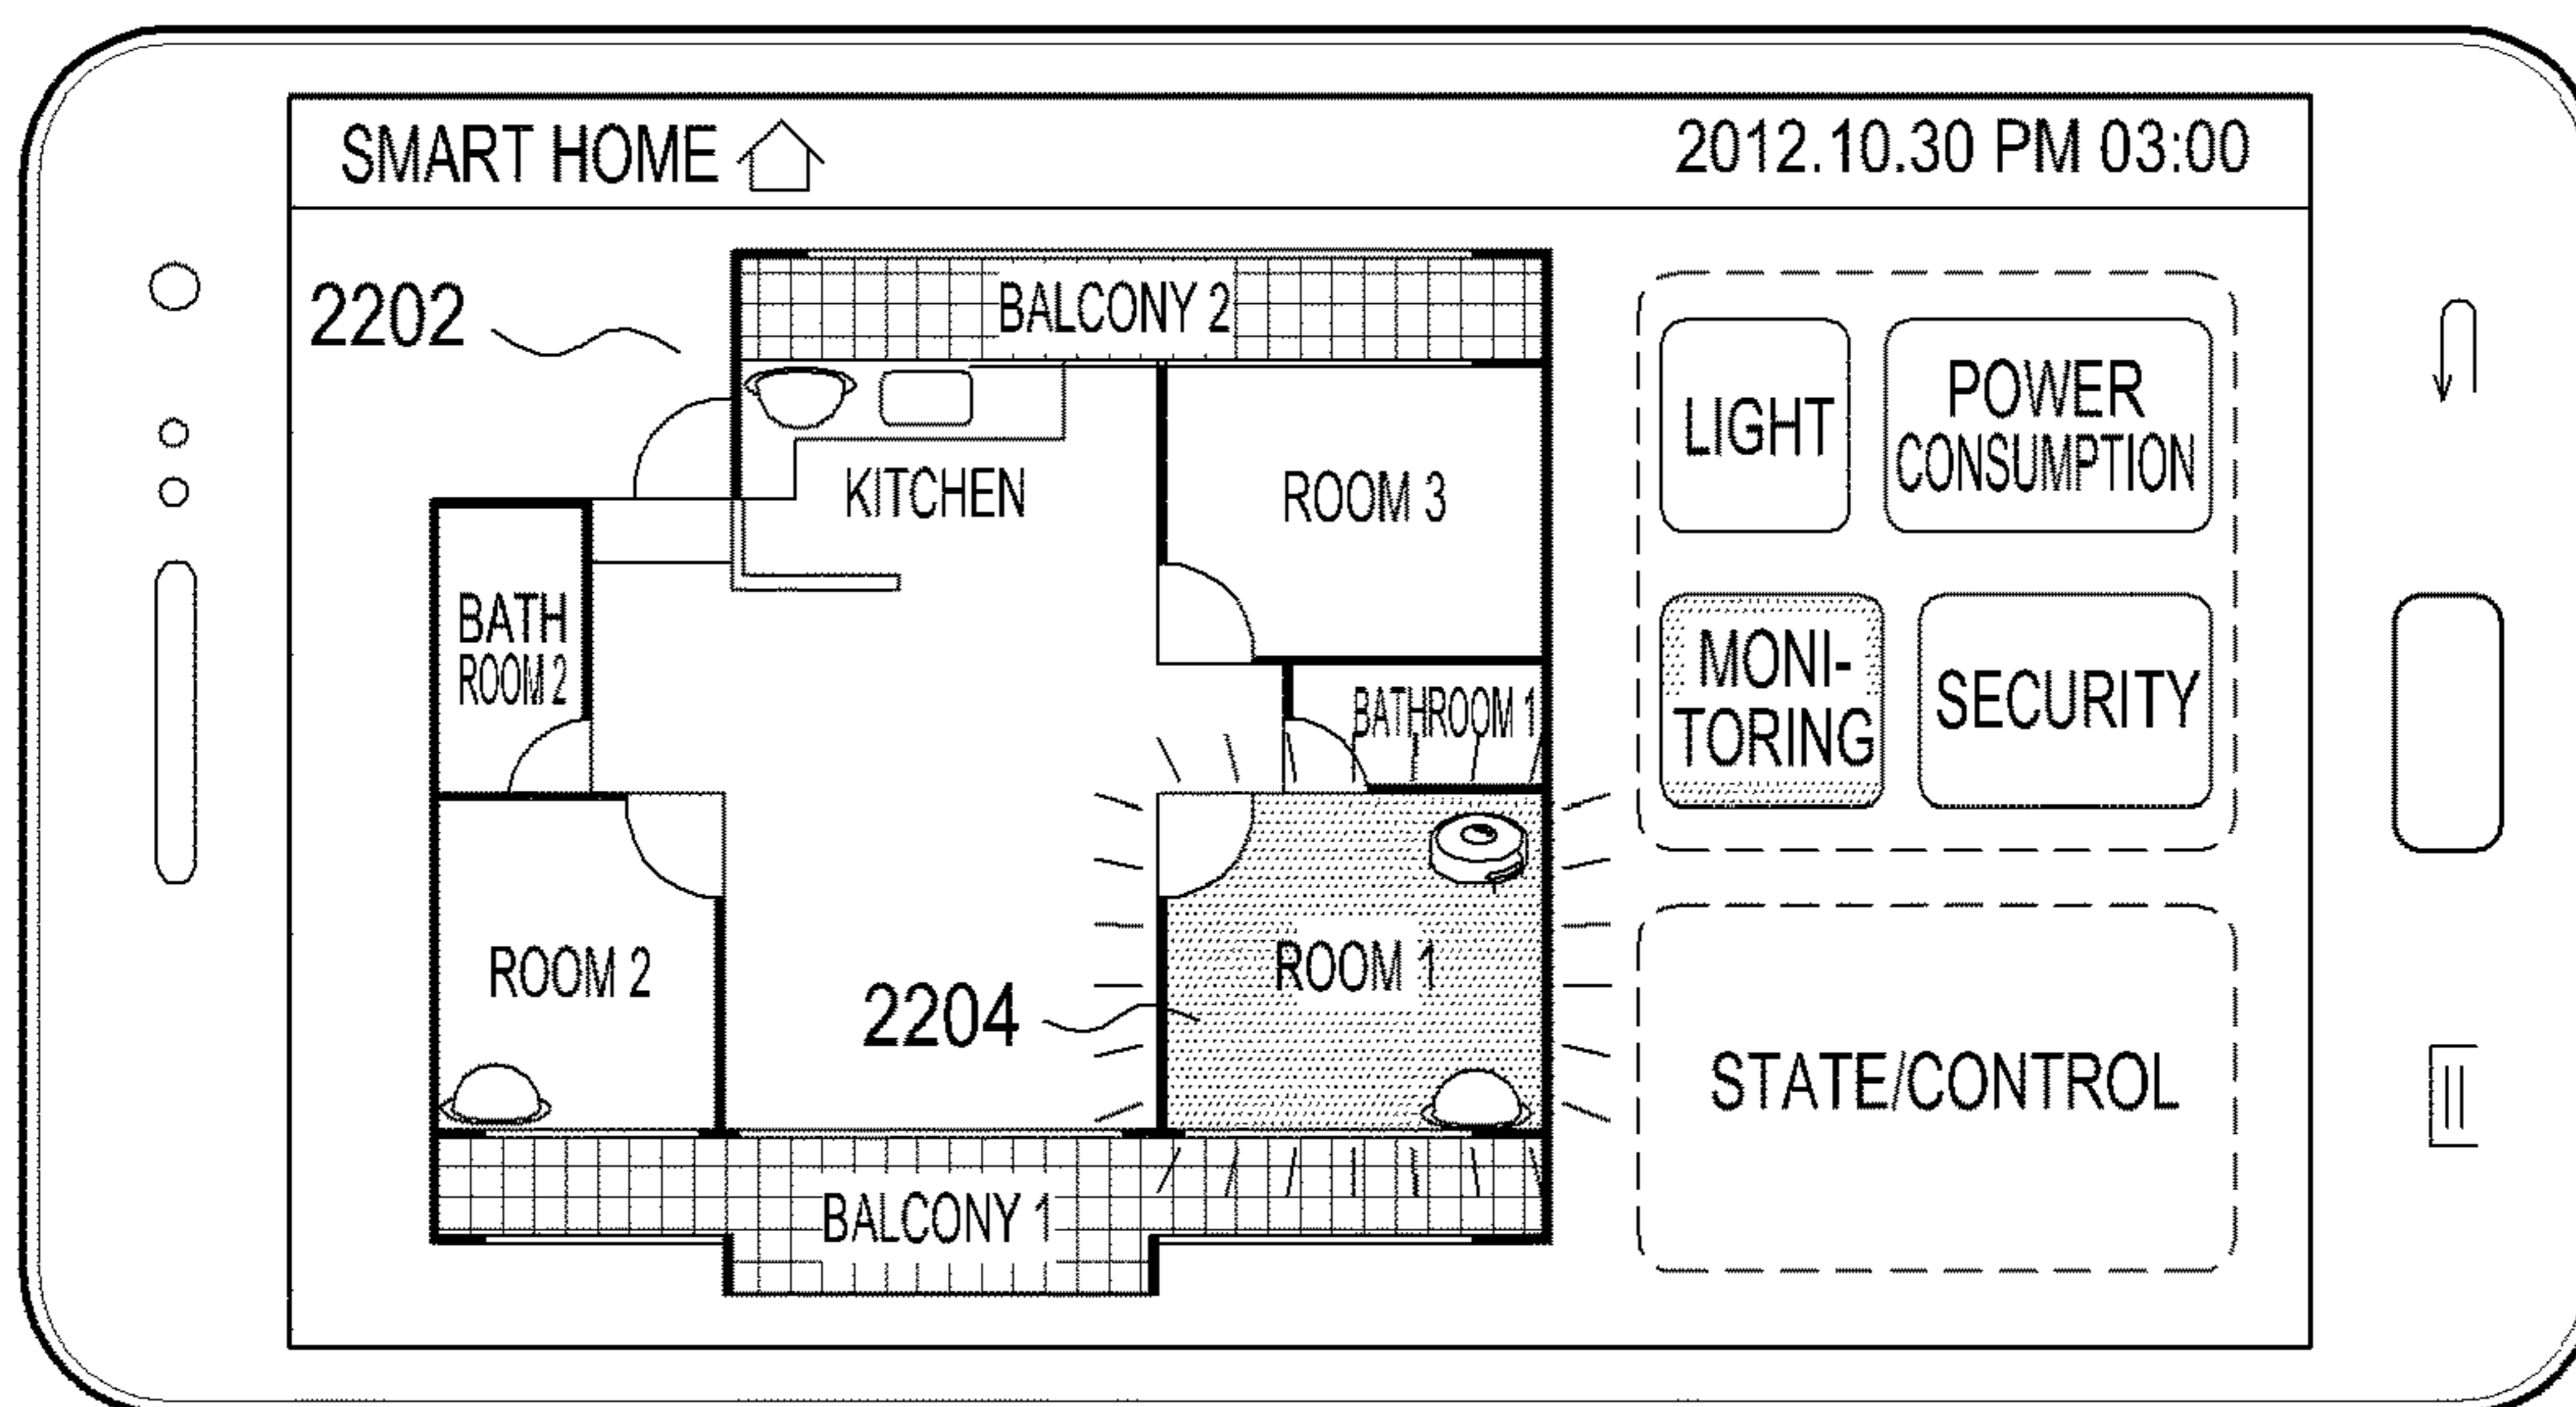 SMART HOME
2012.10.30 PM 03:00
2202
BALCONY 2
KITCHEN
ROOM 3
BATH
ROOM 2
BATHROOM 1
ROOM 2
ROOM 1
2204
BALCONY 1
LIGHT
POWER
CONSUMPTION
MONI-
TORING
SECURITY
STATE/CONTROL